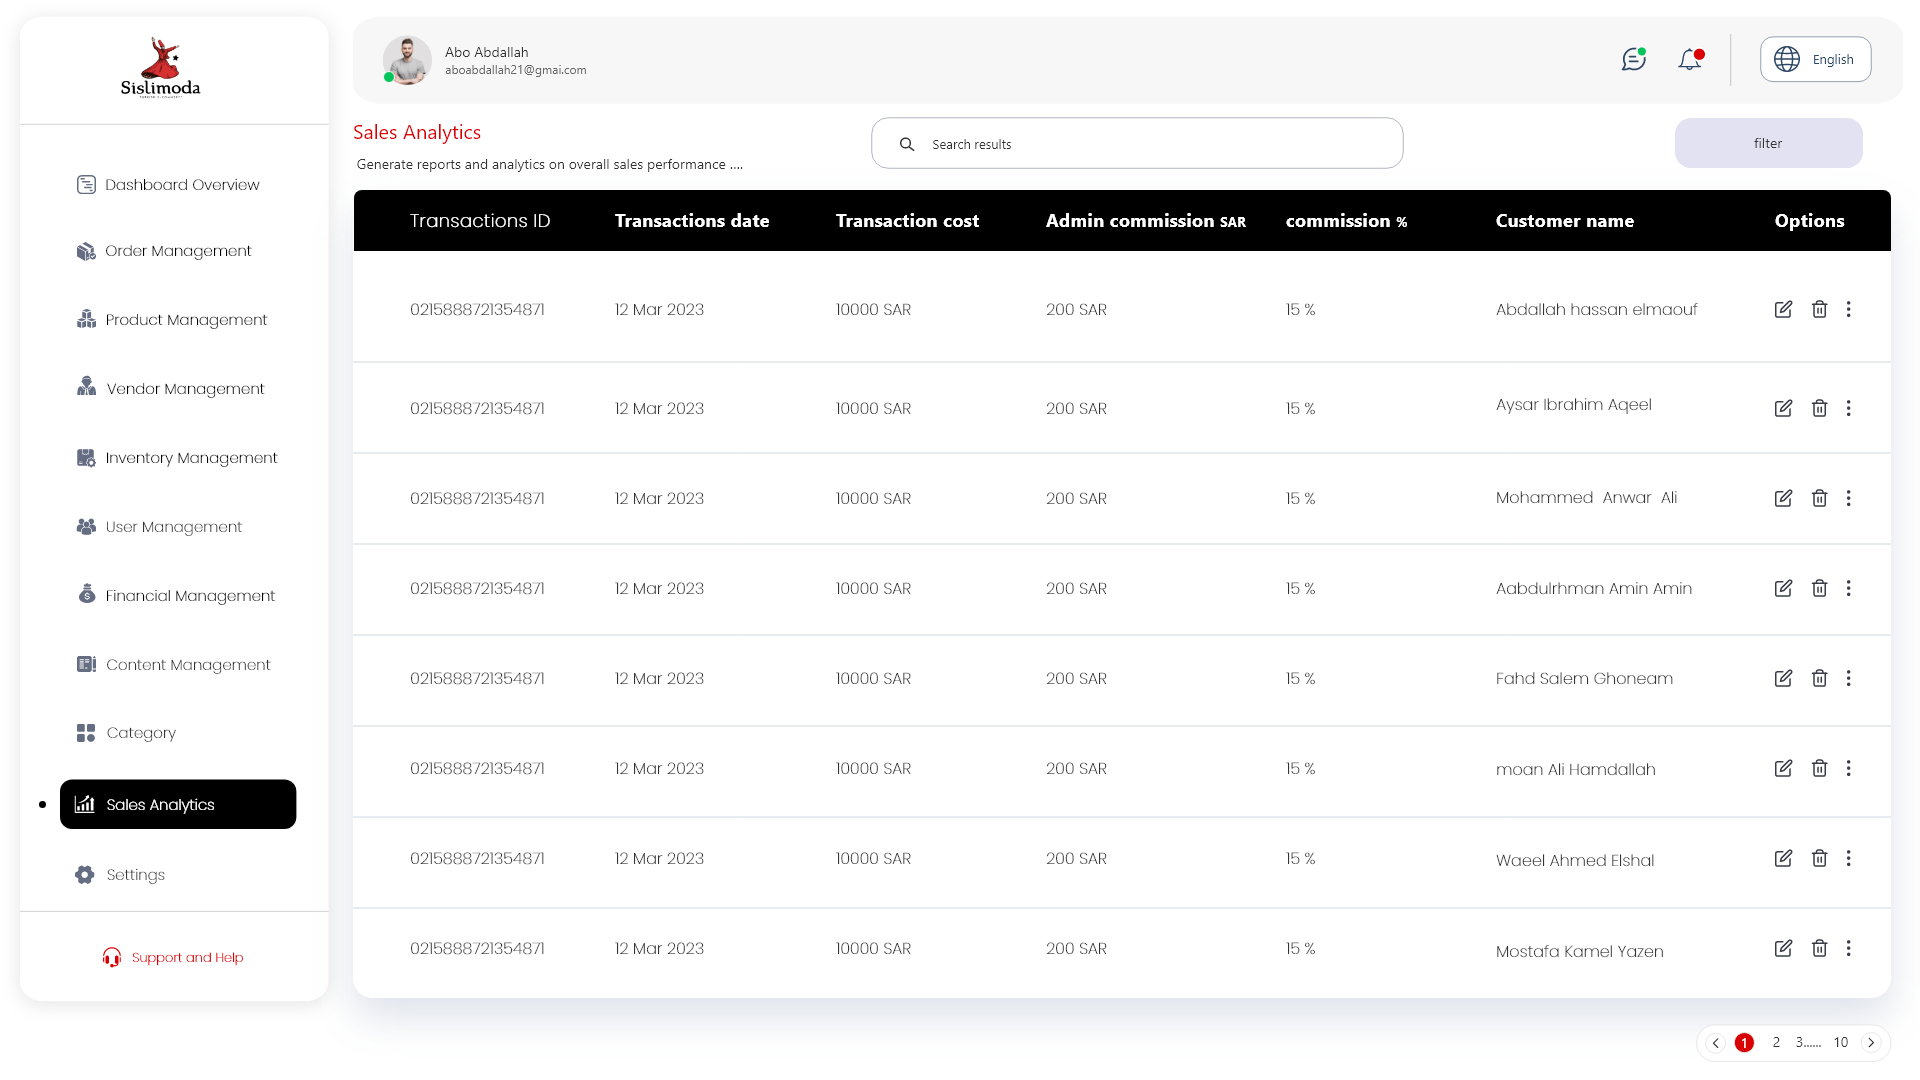 Sislimoda
Dashboard Overview
Order Management
Product Management
Vendor Management
Inventory Management
User Management
Financial Management
Content Management
Category
Sales Analytics
Settings
Support and Help
Abo Abdallah
aboabdallah21@gmai.com
English
Sales Analytics
Generate reports and analytics on overall sales performance ....
Search results
filter
Transactions ID Transactions date Transaction cost Admin commission SAR commission % Customer name Options
0215888721354871 12 Mar 2023 10000 SAR 200 SAR 15 % Abdallah hassan elmaouf
0215888721354871 12 Mar 2023 10000 SAR 200 SAR 15 % Aysar Ibrahim Aqeel
0215888721354871 12 Mar 2023 10000 SAR 200 SAR 15 % Mohammed Anwar Ali
0215888721354871 12 Mar 2023 10000 SAR 200 SAR 15 % Aabdulrhman Amin Amin
0215888721354871 12 Mar 2023 10000 SAR 200 SAR 15 % Fahd Salem Ghoneam
0215888721354871 12 Mar 2023 10000 SAR 200 SAR 15 % moan Ali Hamdallah
0215888721354871 12 Mar 2023 10000 SAR 200 SAR 15 % Waeel Ahmed Elshal
0215888721354871 12 Mar 2023 10000 SAR 200 SAR 15 % Mostafa Kamel Yazen
1 2 3...... 10